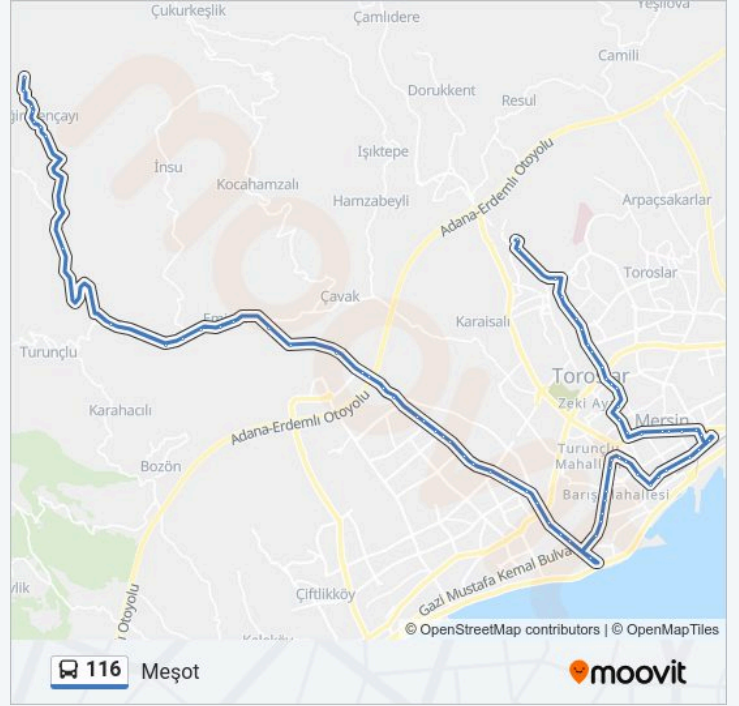 Çukurkeşlik
Çamlıdere
Yeşilova
Camili
Dorukkent
Resul
Işıktepe
İnsu
Kocahamzalı
Hamzabeyli
Adana-Erdemli Otoyolu
Arpaçsakarlar
Toroslar
Çavak
Karaisalı
Turunçlu
Toroslar
Karahacılı
Adana-Erdemli Otoyolu
Mersin
Bozön
Turunçlu
Mahallesi
Barış Mahallesi
Çiftlikköy
Gazi Mustafa Kemal Bulvarı
Otoyolu
© OpenStreetMap contributors | © OpenMapTiles
116 Meşot
moovit